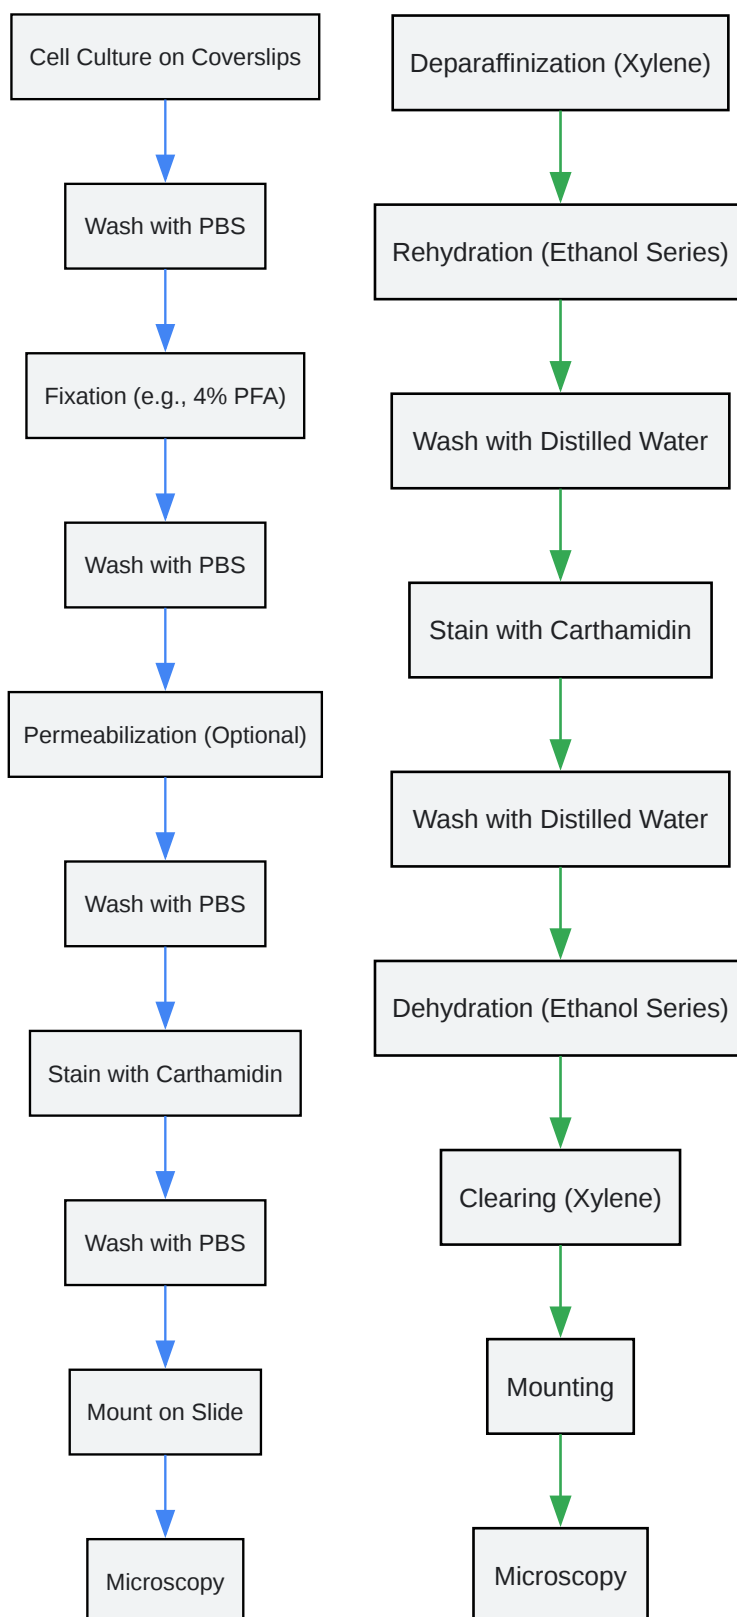 Cell Culture on Coverslips
Wash with PBS
Fixation (e.g., 4% PFA)
Wash with PBS
Permeabilization (Optional)
Wash with PBS
Stain with Carthamidin
Wash with PBS
Mount on Slide
Microscopy
Deparaffinization (Xylene)
Rehydration (Ethanol Series)
Wash with Distilled Water
Stain with Carthamidin
Wash with Distilled Water
Dehydration (Ethanol Series)
Clearing (Xylene)
Mounting
Microscopy